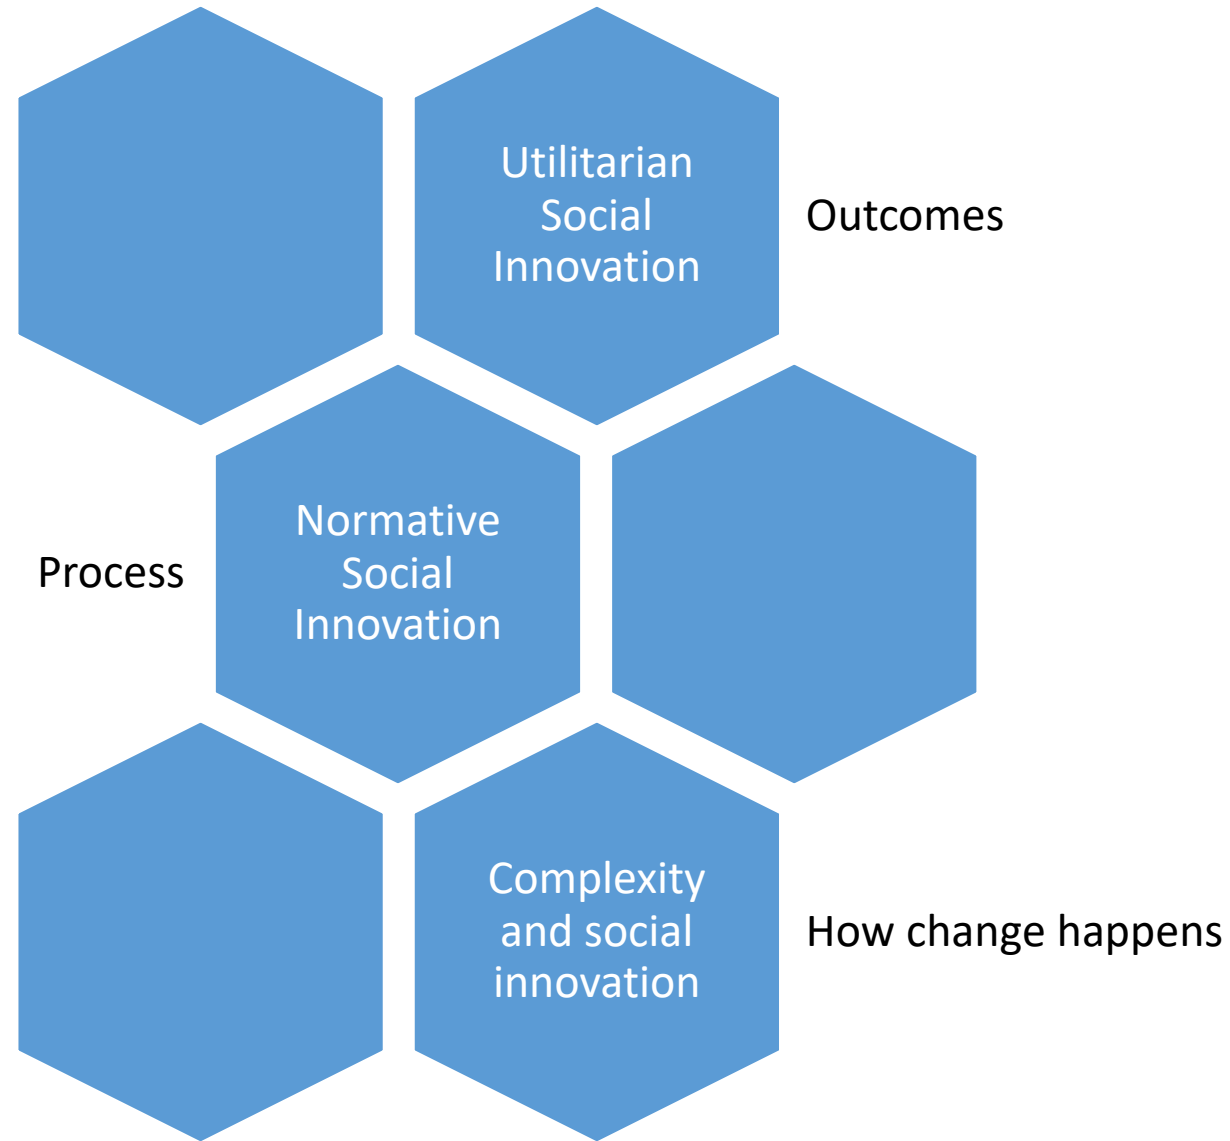 Utilitarian
Social
Innovation
Outcomes
Process
Normative
Social
Innovation
Complexity
and social
innovation
How change happens